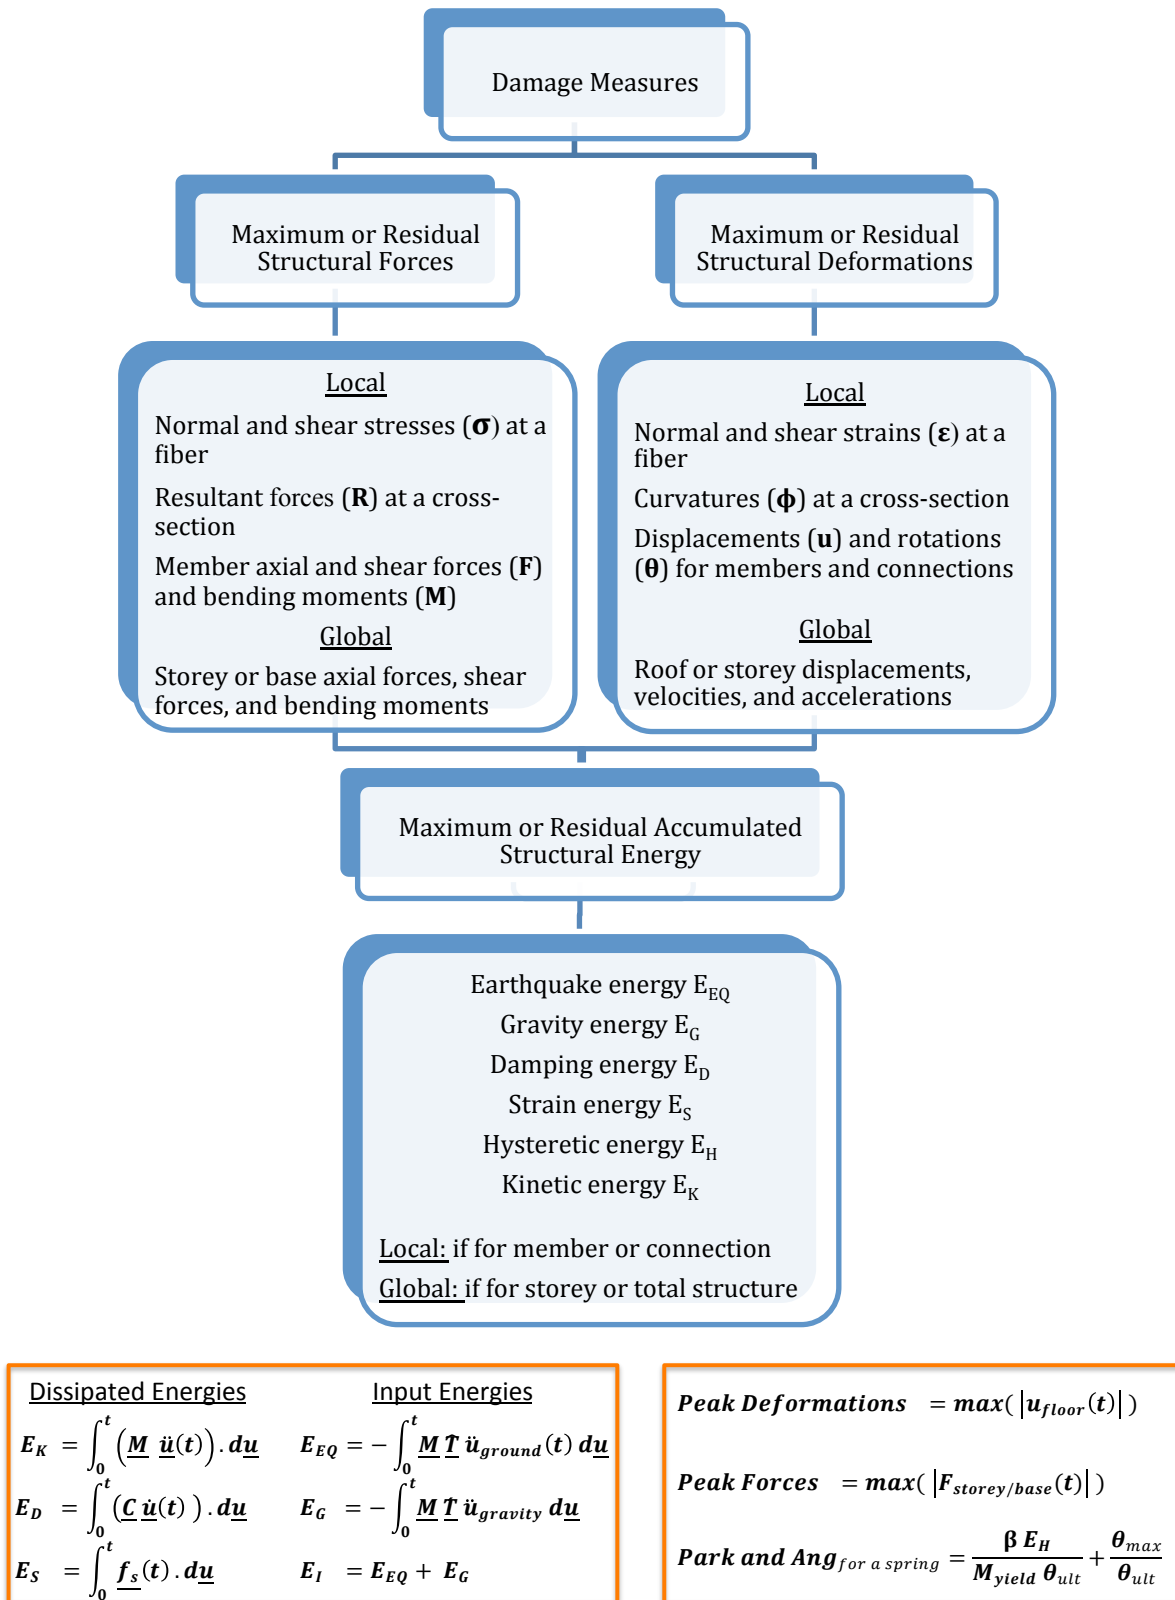 Damage Measures
Maximum or Residual
Structural Forces
Maximum or Residual
Structural Deformations
Local
Normal and shear stresses (σ) at a
fiber
Resultant forces (R) at a cross-
section
Member axial and shear forces (F)
and bending moments (M)
Global
Storey or base axial forces, shear
forces, and bending moments
Local
Normal and shear strains (ε) at a
fiber
Curvatures (ϕ) at a cross-section
Displacements (u) and rotations
(θ) for members and connections
Global
Roof or storey displacements,
velocities, and accelerations
Maximum or Residual Accumulated
Structural Energy
Earthquake energy E_EQ
Gravity energy E_G
Damping energy E_D
Strain energy E_S
Hysteretic energy E_H
Kinetic energy E_K
Local: if for member or connection
Global: if for storey or total structure
Dissipated Energies
E_K = ∫_0^t (M ü(t)) . du
E_D = ∫_0^t (C u̇(t) ) . du
E_S = ∫_0^t f_s(t) . du
Input Energies
E_EQ = − ∫_0^t M T̂ ü_ground(t) du
E_G = − ∫_0^t M T̂ ü_gravity du
E_I = E_EQ + E_G
Peak Deformations = max( |u_floor(t)| )
Peak Forces = max( |F_storey/base(t)| )
Park and Ang_for a spring = β E_H / M_yield θ_ult + θ_max / θ_ult